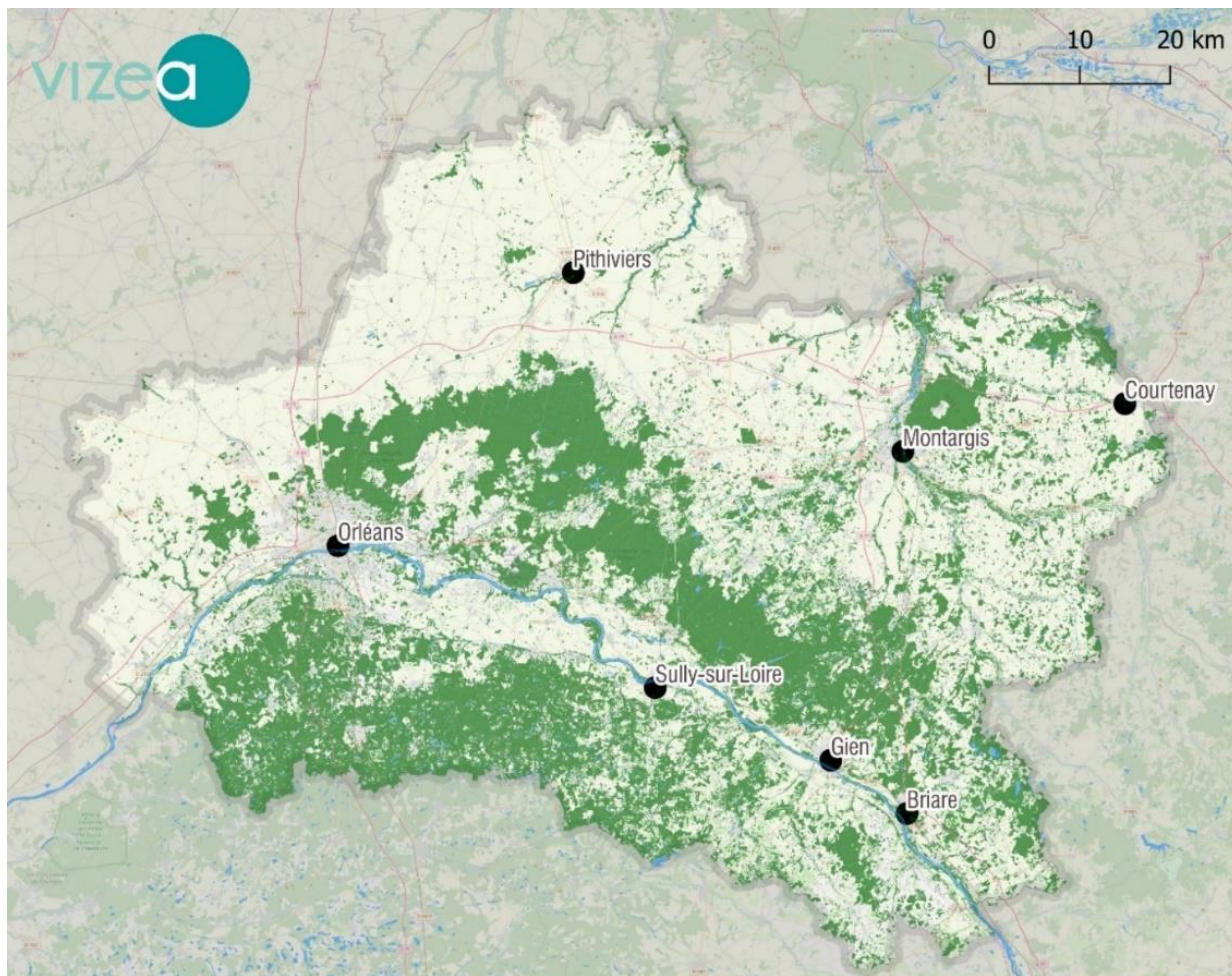 vizea
0 10 20 km
Pithiviers
Courtenay
Montargis
Orléans
Sully-sur-Loire
Gien
Briare